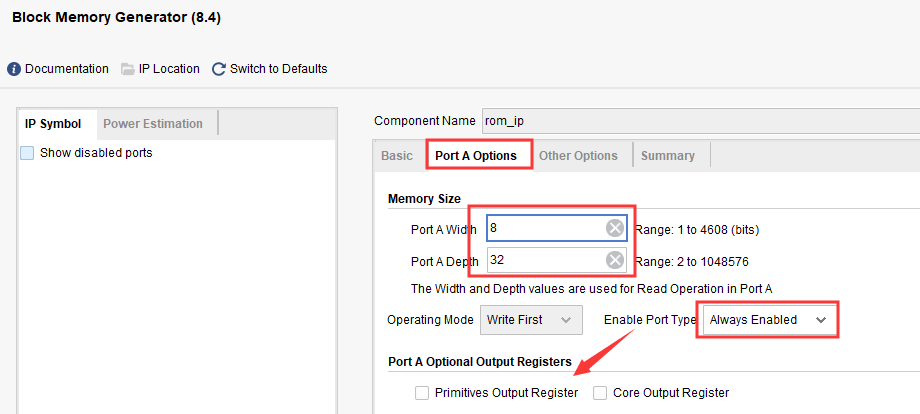 Block Memory Generator (8.4)
Documentation IP Location Switch to Defaults
IP Symbol Power Estimation
Show disabled ports
Component Name rom_ip
Basic Port A Options Other Options Summary
Memory Size
Port A Width 8 Range: 1 to 4608 (bits)
Port A Depth 32 Range: 2 to 1048576
The Width and Depth values are used for Read Operation in Port A
Operating Mode Write First Enable Port Type Always Enabled
Port A Optional Output Registers
Primitives Output Register Core Output Register